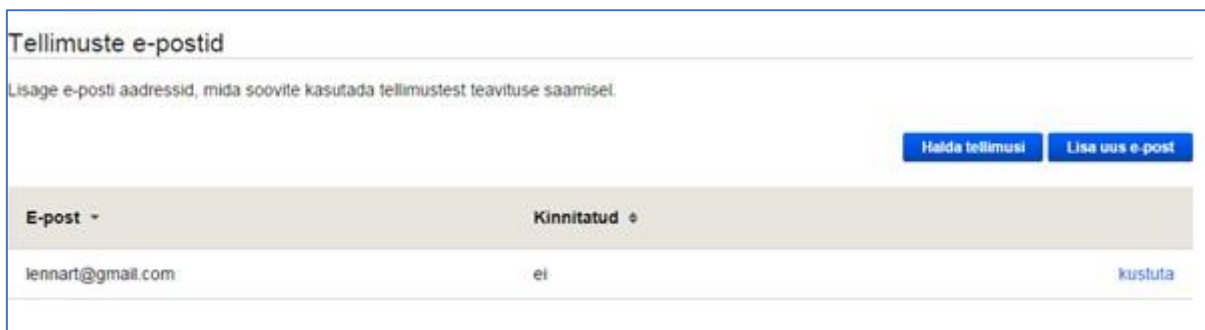 Tellimuste e-postid
Lisage e-posti aadressid, mida soovite kasutada tellimustest teavituse saamisel.
Halda tellimusi Lisa uus e-post
E-post Kinnitatud
lennart@gmail.com ei kustuta